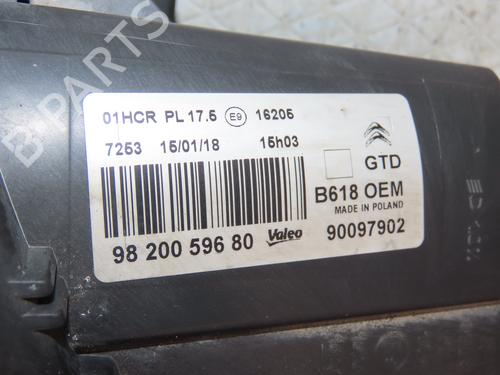 B-PARTS
01HCR PL 17.5 E9 16205
7253 15/01/18 15h03
GTD
B618 OEM
MADE IN POLAND
98 200 596 80 Valeo 90097902